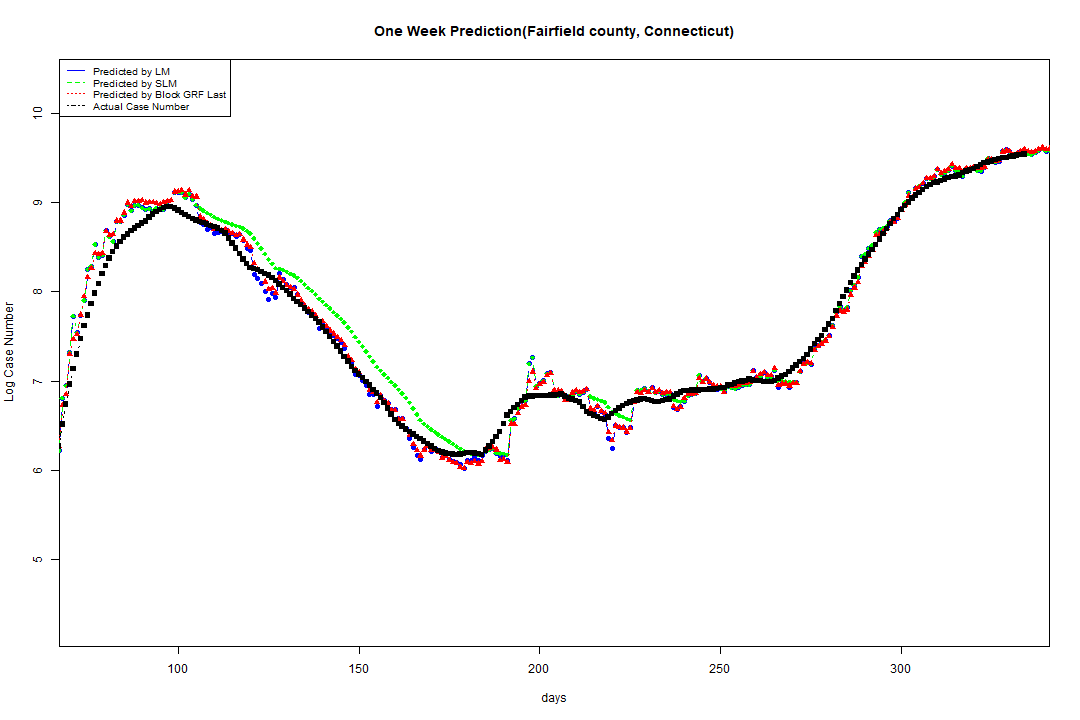 One Week Prediction(Fairfield county, Connecticut)
Predicted by LM
Predicted by SLM
Predicted by Block GRF Last
Actual Case Number
10
9
8
7
6
5
Log Case Number
100 150 200 250 300
days